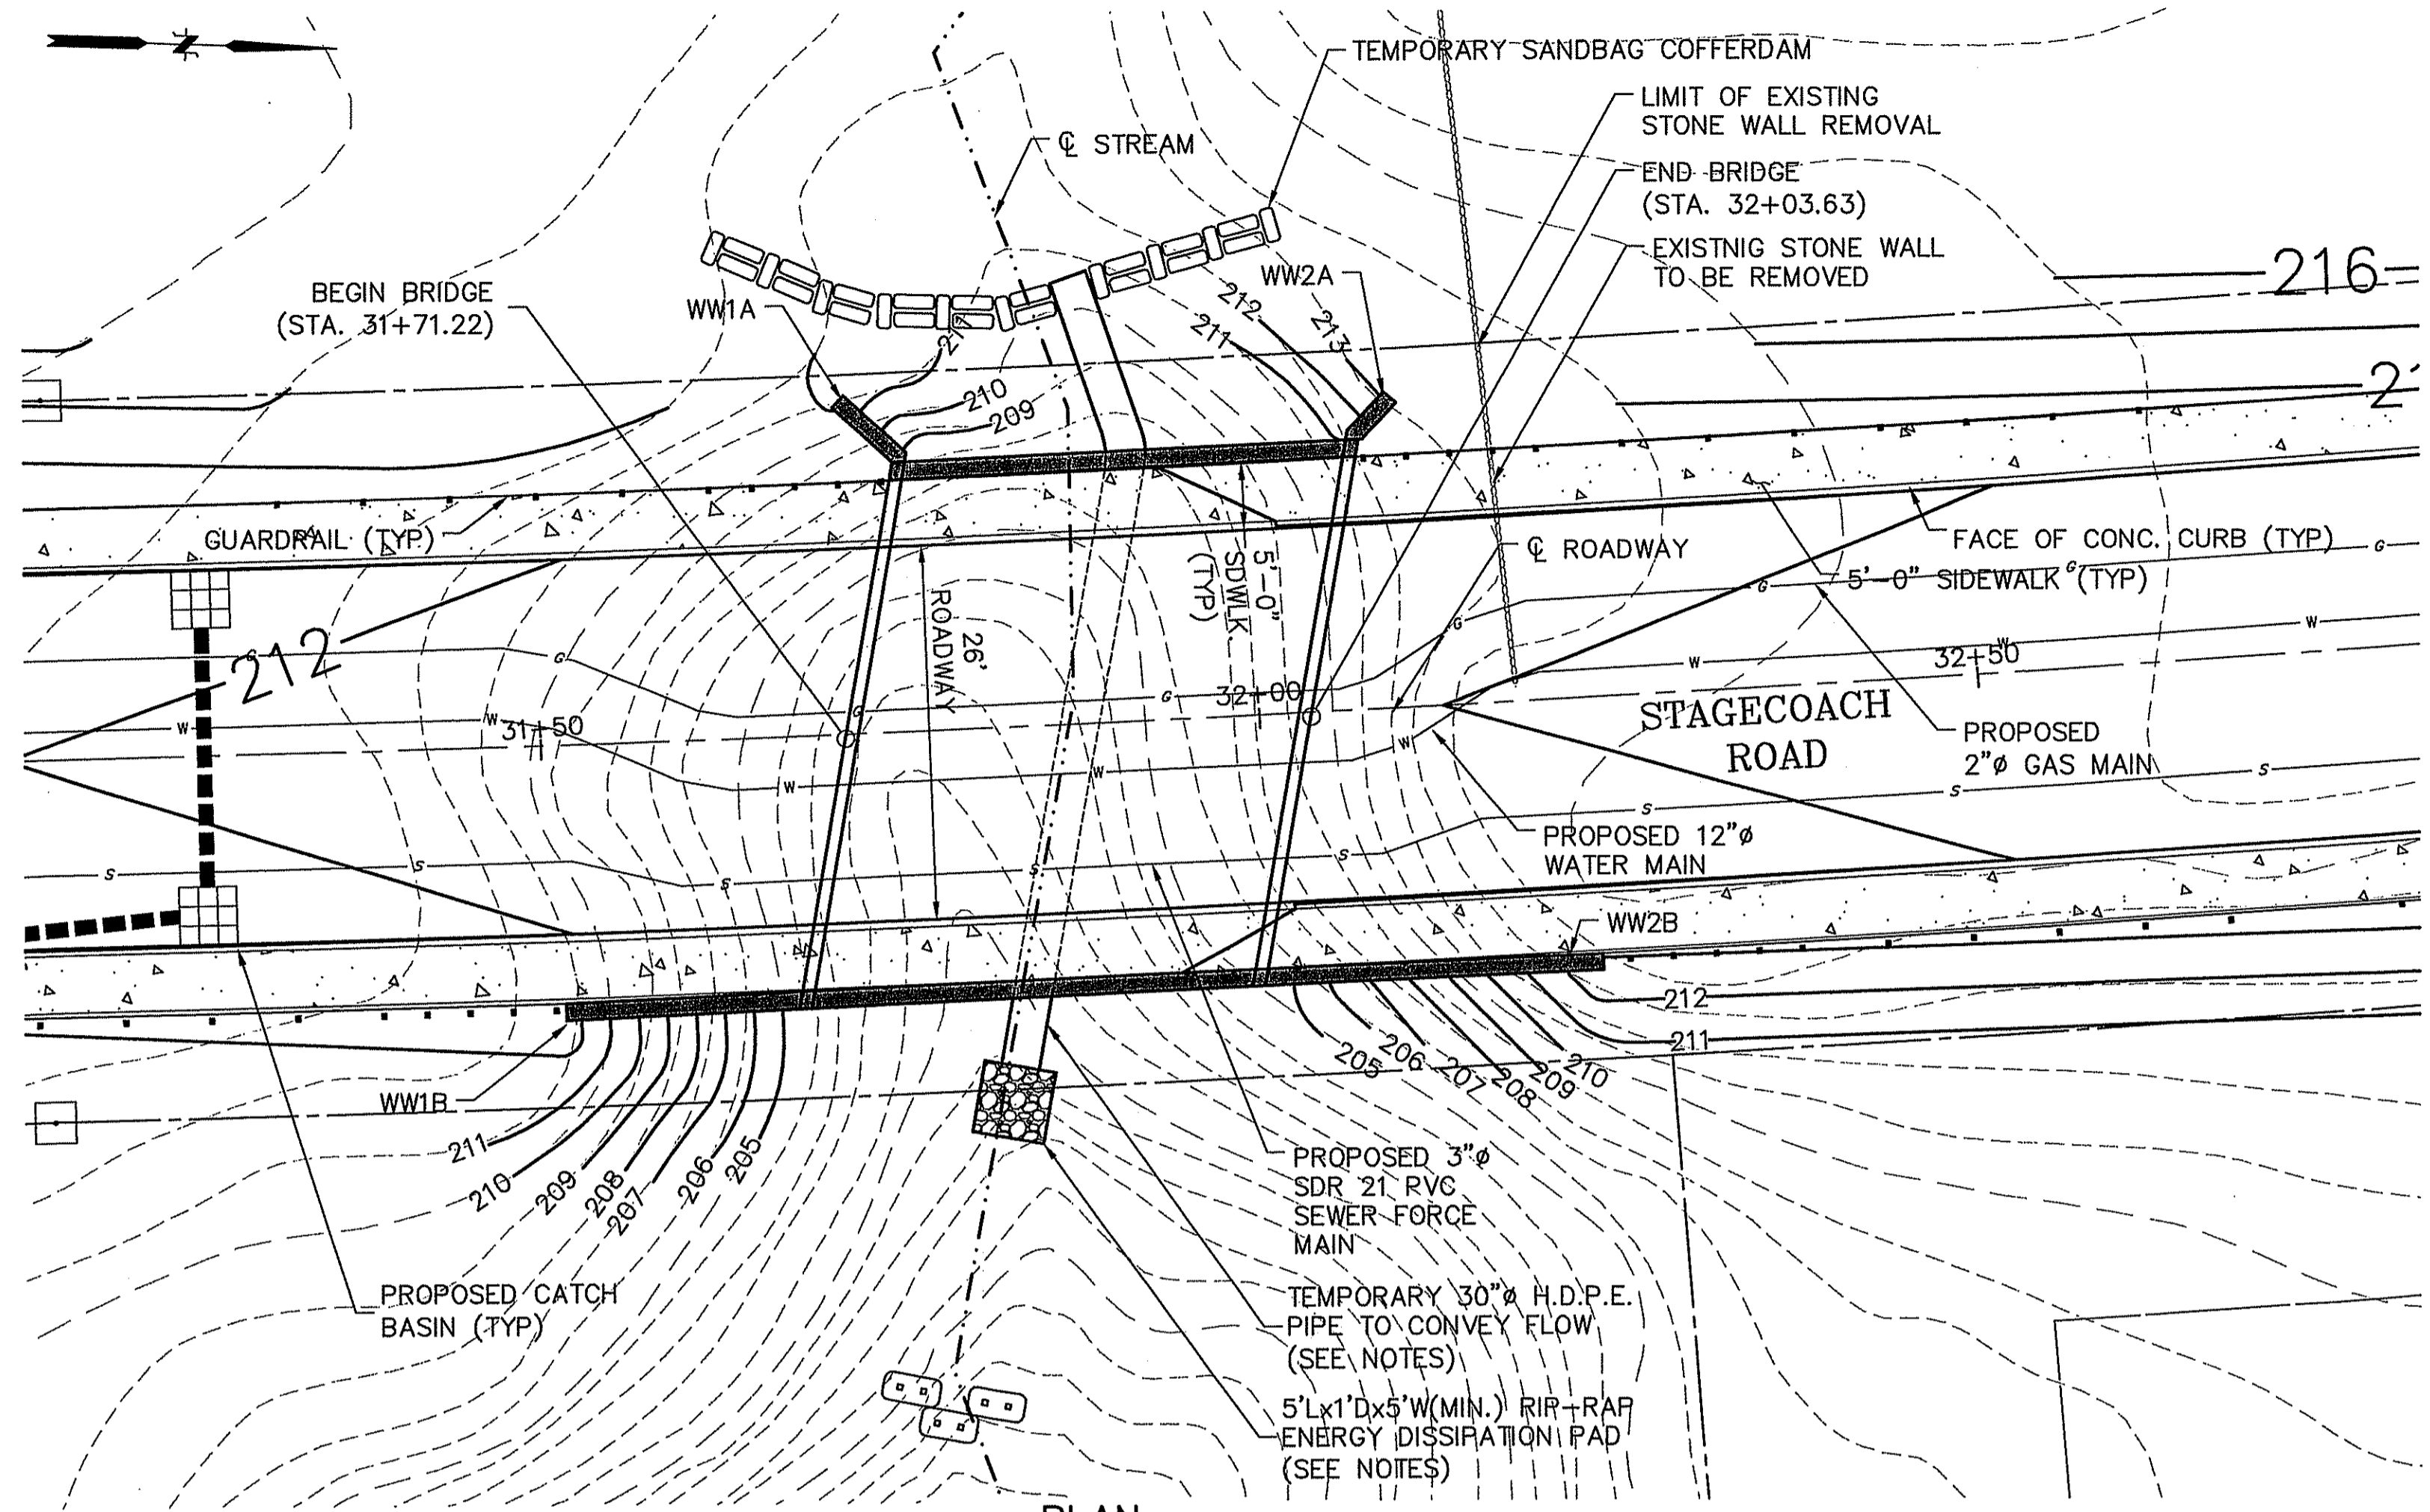 N
TEMPORARY SANDBAG COFFERDAM
LIMIT OF EXISTING
STONE WALL REMOVAL
℄ STREAM
END BRIDGE
(STA. 32+03.63)
EXISTNIG STONE WALL
TO BE REMOVED
BEGIN BRIDGE
(STA. 31+71.22)
WW1A
WW2A
216
212
211
213
211
210
209
GUARDRAIL (TYP)
5'-0"
SDWLK.
(TYP)
℄ ROADWAY
FACE OF CONC. CURB (TYP)
G
5'-0" SIDEWALK (TYP)
G
G
G
G
G
G
G
26'
ROADWAY
212
W
W
W
W
W
W
W
W
31+50
32+00
32+50
STAGECOACH
ROAD
PROPOSED
2"ø GAS MAIN
S
S
S
S
S
S
S
S
PROPOSED 12"ø
WATER MAIN
WW2B
212
211
WW1B
211
210
209
208
207
206
205
205
206
207
208
209
210
PROPOSED 3"ø
SDR 21 RVC
SEWER FORCE
MAIN
PROPOSED CATCH
BASIN (TYP)
TEMPORARY 30"ø H.D.P.E.
PIPE TO CONVEY FLOW
(SEE NOTES)
5'Lx1'Dx5'W(MIN.) RIP-RAP
ENERGY DISSIPATION PAD
(SEE NOTES)
PLAN